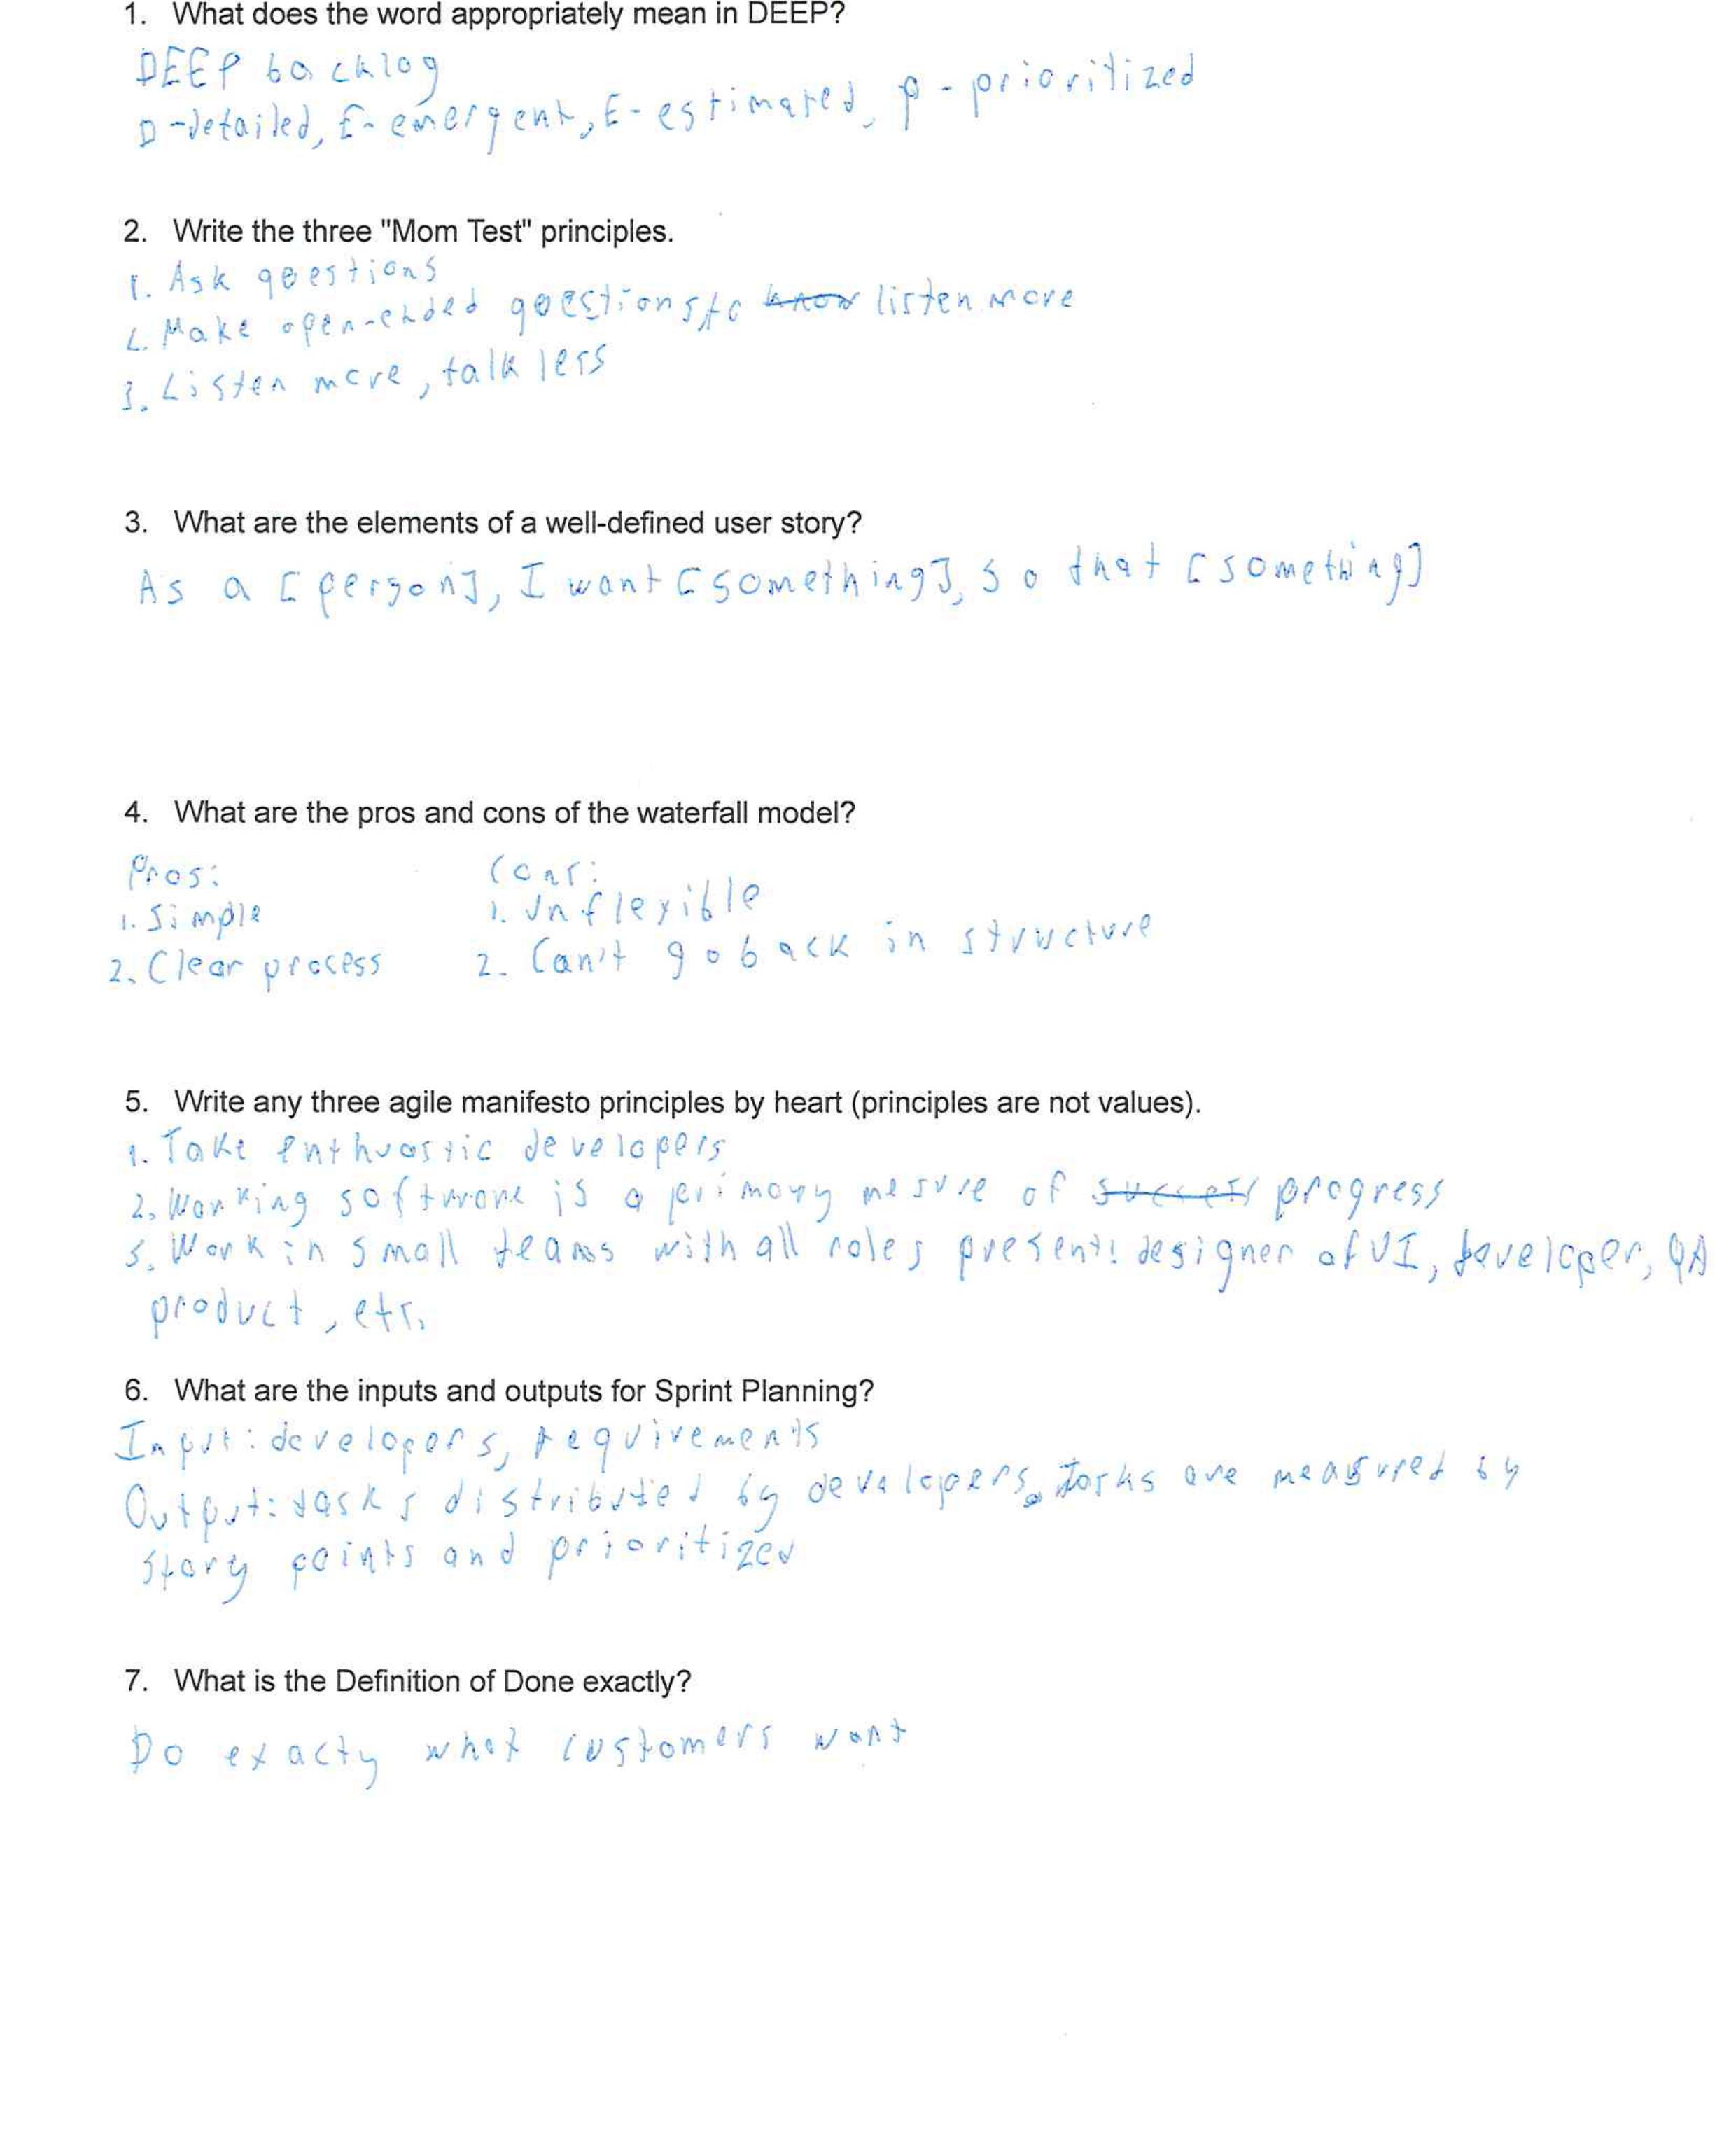 1. What does the word appropriately mean in DEEP?
DEEP backlog
D-detailed, E-emergent, E-estimated, p-prioritized
2. Write the three "Mom Test" principles.
1. Ask questions
2. Make open-ended questions, to know listen more
3. Listen more, talk less
3. What are the elements of a well-defined user story?
As a [person], I want [something], so that [something]
4. What are the pros and cons of the waterfall model?
Pros: Cons:
1. Simple 1. Unflexible
2. Clear process 2. Can't go back in structure
5. Write any three agile manifesto principles by heart (principles are not values).
1. Take enthuastic developers
2. Working software is a primary mesure of success progress
3. Work in small teams with all roles present: designer of UI, developer, QA
product, etc.
6. What are the inputs and outputs for Sprint Planning?
Input: developers, requirements
Output: tasks distributied by developers. Tasks are measured by
story points and prioritized
7. What is the Definition of Done exactly?
Do exacty what customers want